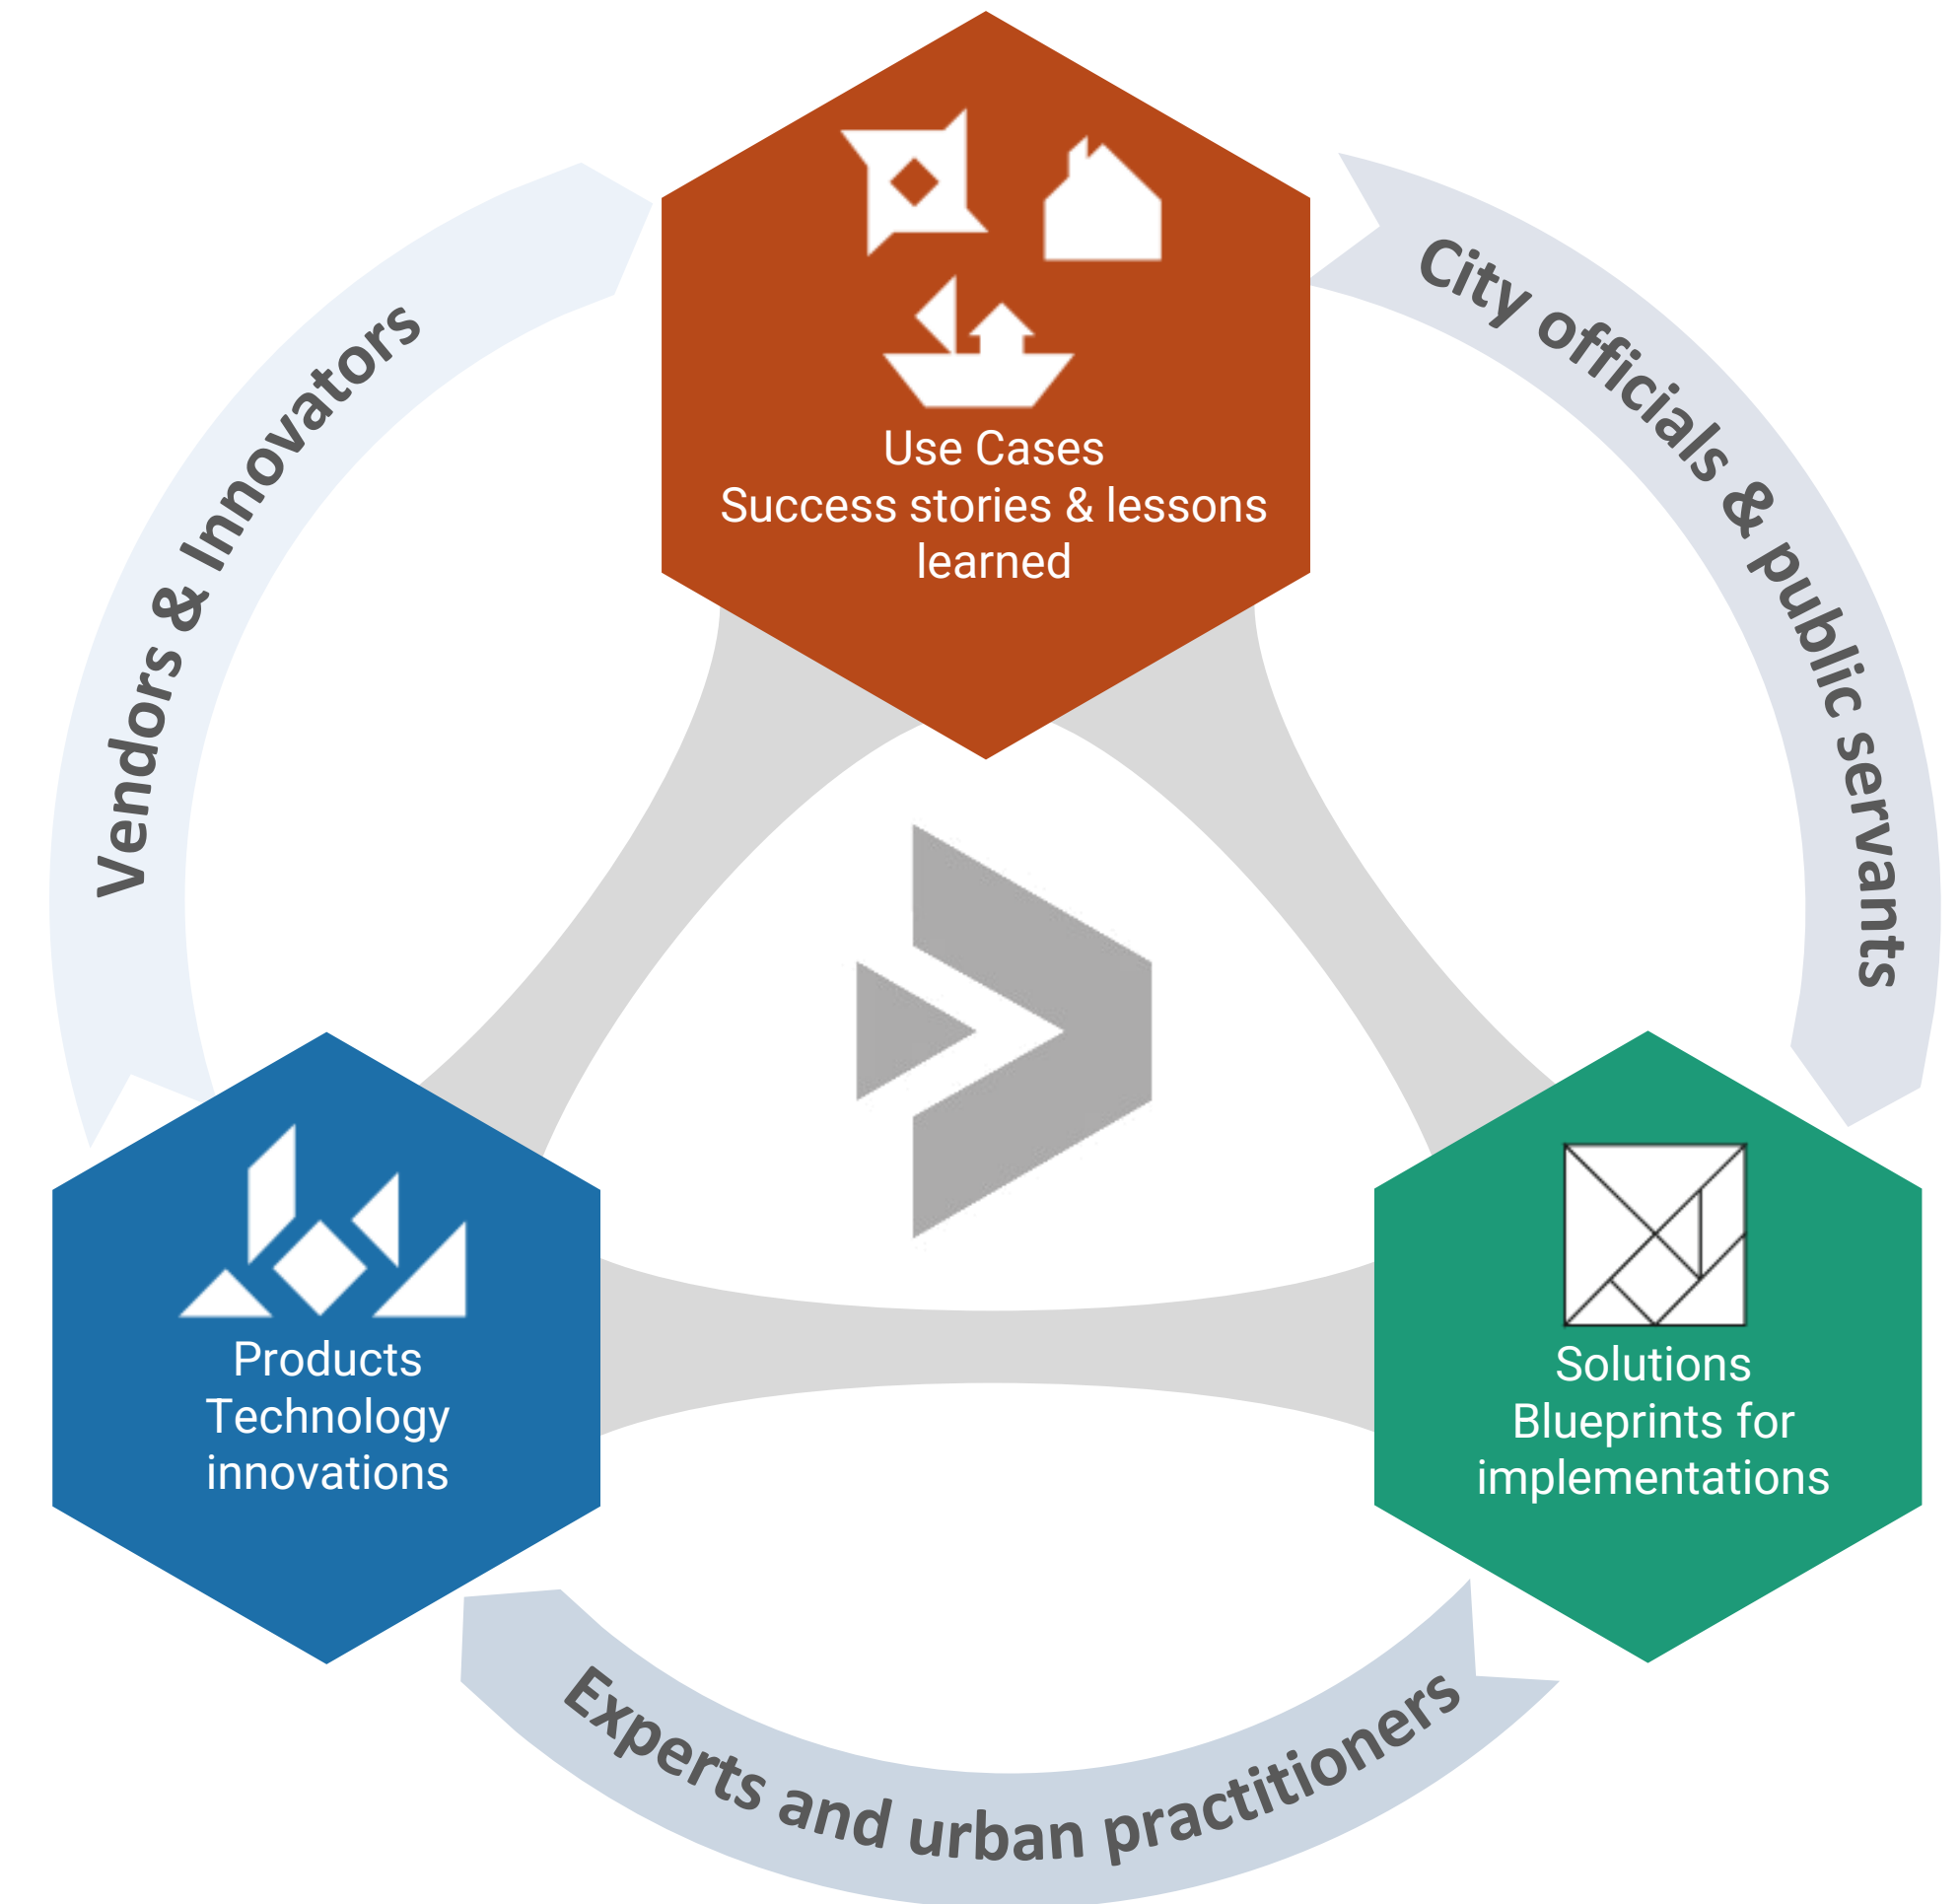 Use Cases
Success stories & lessons
learned
City officials & public servants
Vendors & Innovators
Products
Technology
innovations
Solutions
Blueprints for
implementations
Experts and urban practitioners